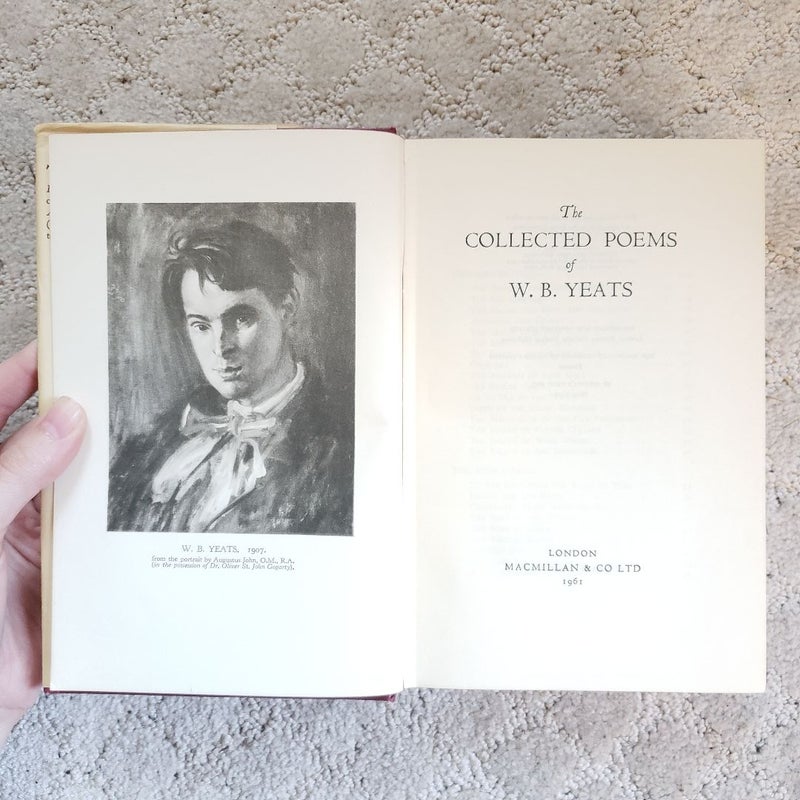 W. B. YEATS, 1907.
from the portrait by Augustus John, O.M., R.A.
(in the possession of Dr. Oliver St. John Gogarty).
The
COLLECTED POEMS
of
W. B. YEATS
LONDON
MACMILLAN & CO LTD
1961